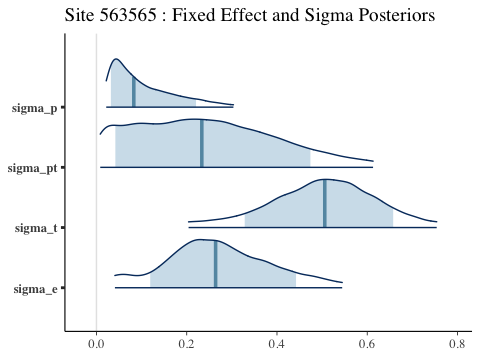 Site 563565 : Fixed Effect and Sigma Posteriors
sigma_p
sigma_pt
sigma_t
sigma_e
0.0 0.2 0.4 0.6 0.8